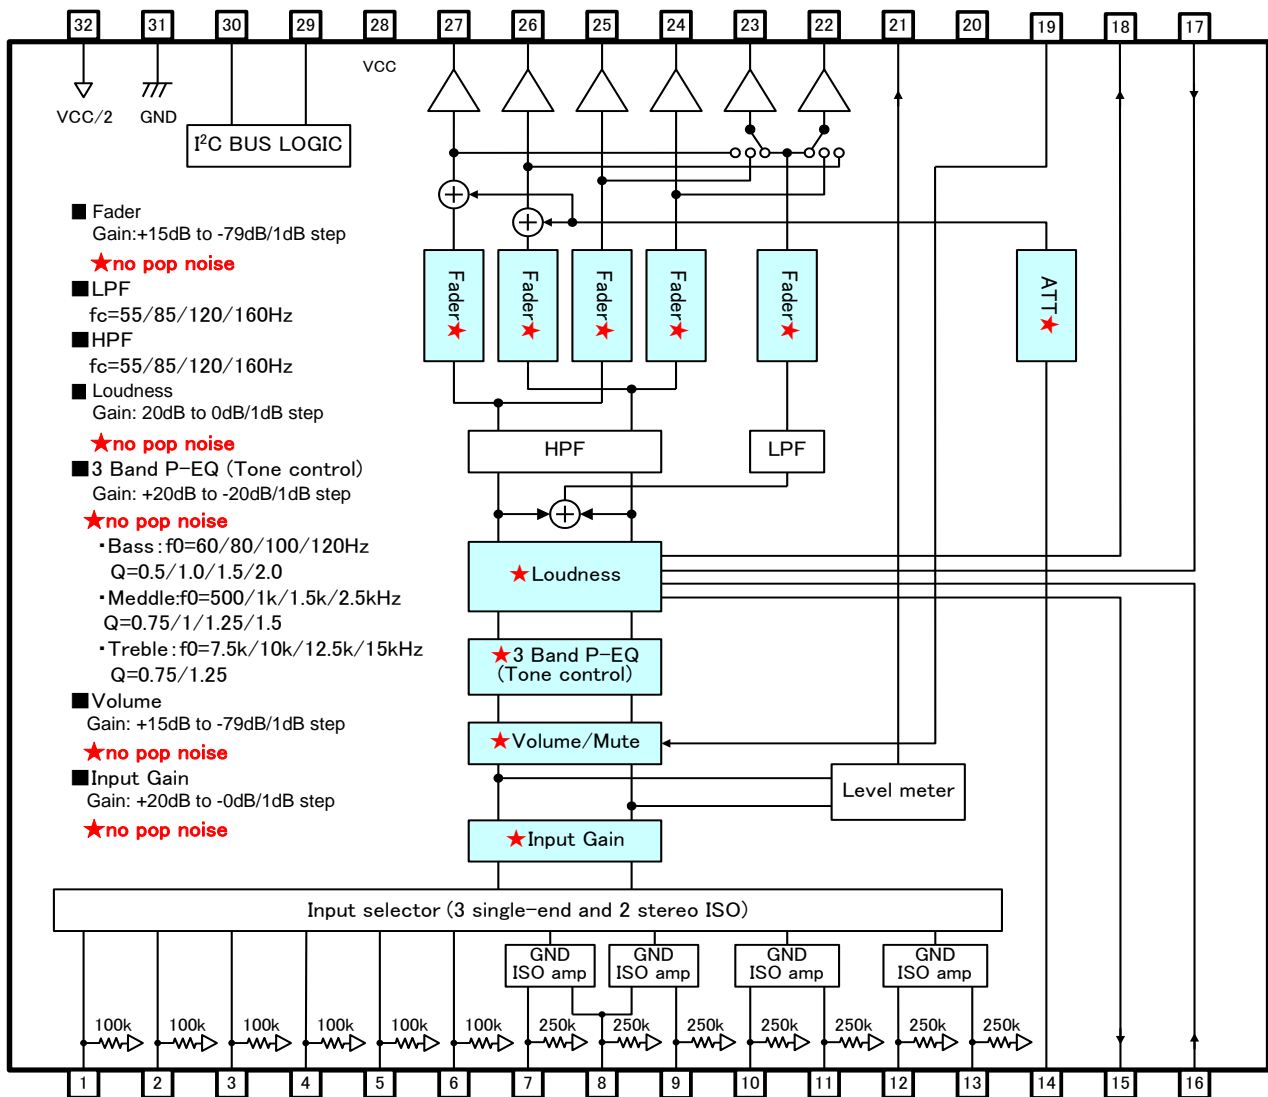 32 31 30 29 28 27 26 25 24 23 22 21 20 19 18 17
VCC
VCC/2 GND
I²C BUS LOGIC
■ Fader
Gain:+15dB to -79dB/1dB step
★no pop noise
■LPF
fc=55/85/120/160Hz
■HPF
fc=55/85/120/160Hz
■ Loudness
Gain: 20dB to 0dB/1dB step
★no pop noise
■3 Band P-EQ (Tone control)
Gain: +20dB to -20dB/1dB step
★no pop noise
・Bass:f0=60/80/100/120Hz
Q=0.5/1.0/1.5/2.0
・Meddle:f0=500/1k/1.5k/2.5kHz
Q=0.75/1/1.25/1.5
・Treble:f0=7.5k/10k/12.5k/15kHz
Q=0.75/1.25
■Volume
Gain: +15dB to -79dB/1dB step
★no pop noise
■Input Gain
Gain: +20dB to -0dB/1dB step
★no pop noise
Fader★
Fader★
Fader★
Fader★
Fader★
ATT★
HPF
LPF
★Loudness
★3 Band P-EQ
(Tone control)
★Volume/Mute
Level meter
★Input Gain
Input selector (3 single-end and 2 stereo ISO)
GND
ISO amp
GND
ISO amp
GND
ISO amp
GND
ISO amp
100k 100k 100k 100k 100k 100k 250k 250k 250k 250k 250k 250k 250k
1 2 3 4 5 6 7 8 9 10 11 12 13 14 15 16